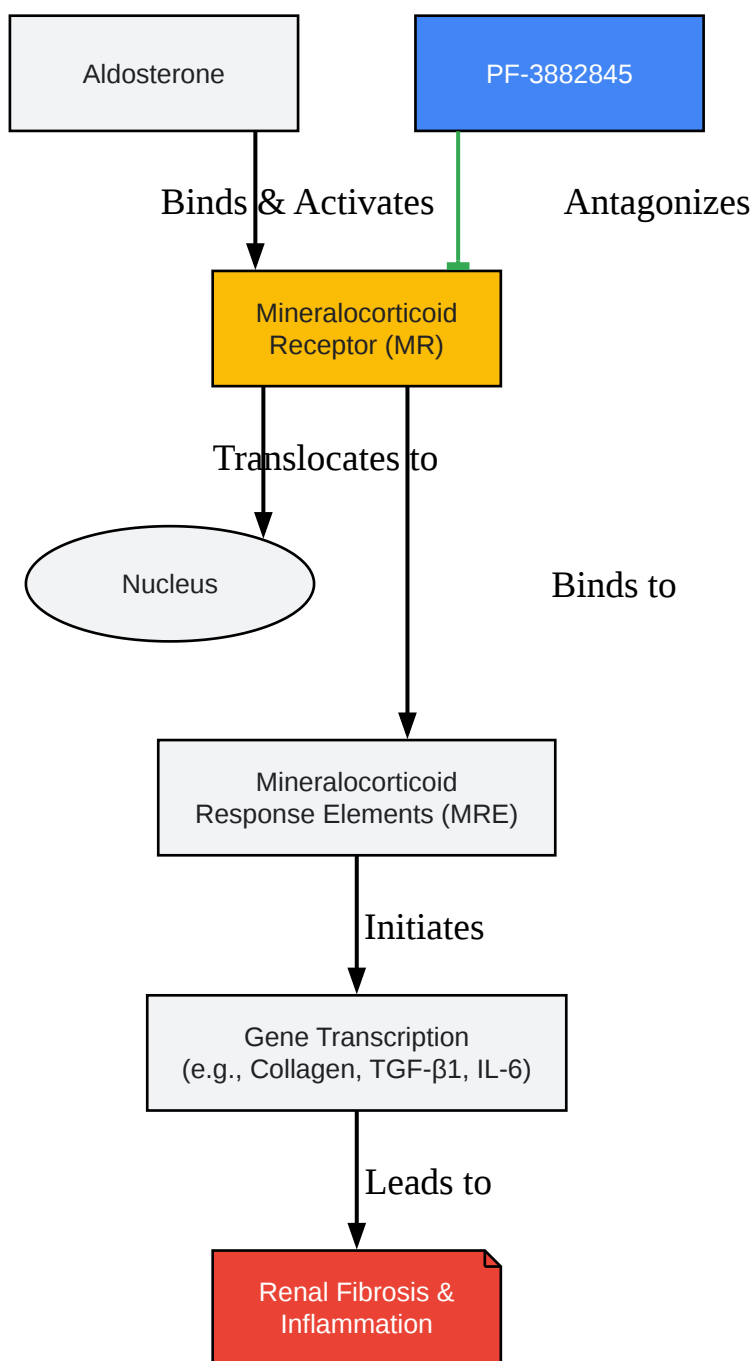 Aldosterone
PF-3882845
Binds & Activates
Antagonizes
Mineralocorticoid
Receptor (MR)
Translocates to
Nucleus
Binds to
Mineralocorticoid
Response Elements (MRE)
Initiates
Gene Transcription
(e.g., Collagen, TGF-β1, IL-6)
Leads to
Renal Fibrosis &
Inflammation